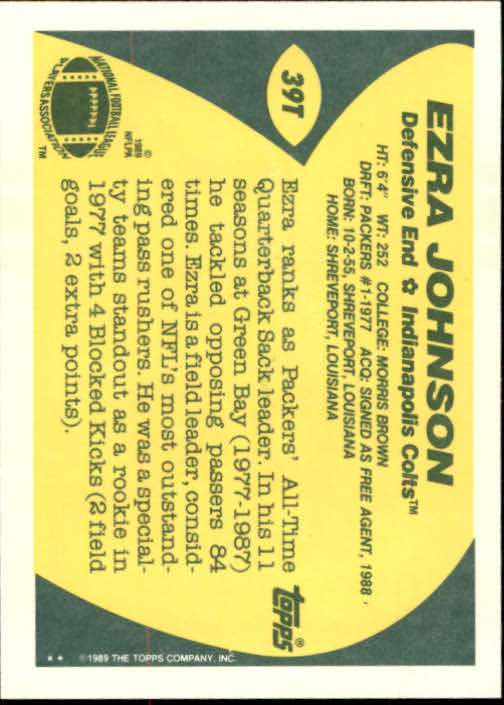 39T
EZRA JOHNSON
Defensive End ✩ Indianapolis Colts™
HT: 6'4" WT: 252 COLLEGE: MORRIS BROWN
DRFT: PACKERS #1-1977 ACQ: SIGNED AS FREE AGENT, 1988
BORN: 10-2-55, SHREVEPORT, LOUISIANA
HOME: SHREVEPORT, LOUISIANA
Ezra ranks as Packers' All-Time
Quarterback Sack leader. In his 11
seasons at Green Bay (1977-1987)
he tackled opposing passers 84
times. Ezra is a field leader, consid-
ered one of NFL's most outstand-
ing pass rushers. He was a special-
ty teams standout as a rookie in
1977 with 4 Blocked Kicks (2 field
goals, 2 extra points).
NATIONAL FOOTBALL LEAGUE
PLAYERS ASSOCIATION
™
©
1989
NFLPA
topps®
** ©1989 THE TOPPS COMPANY, INC.